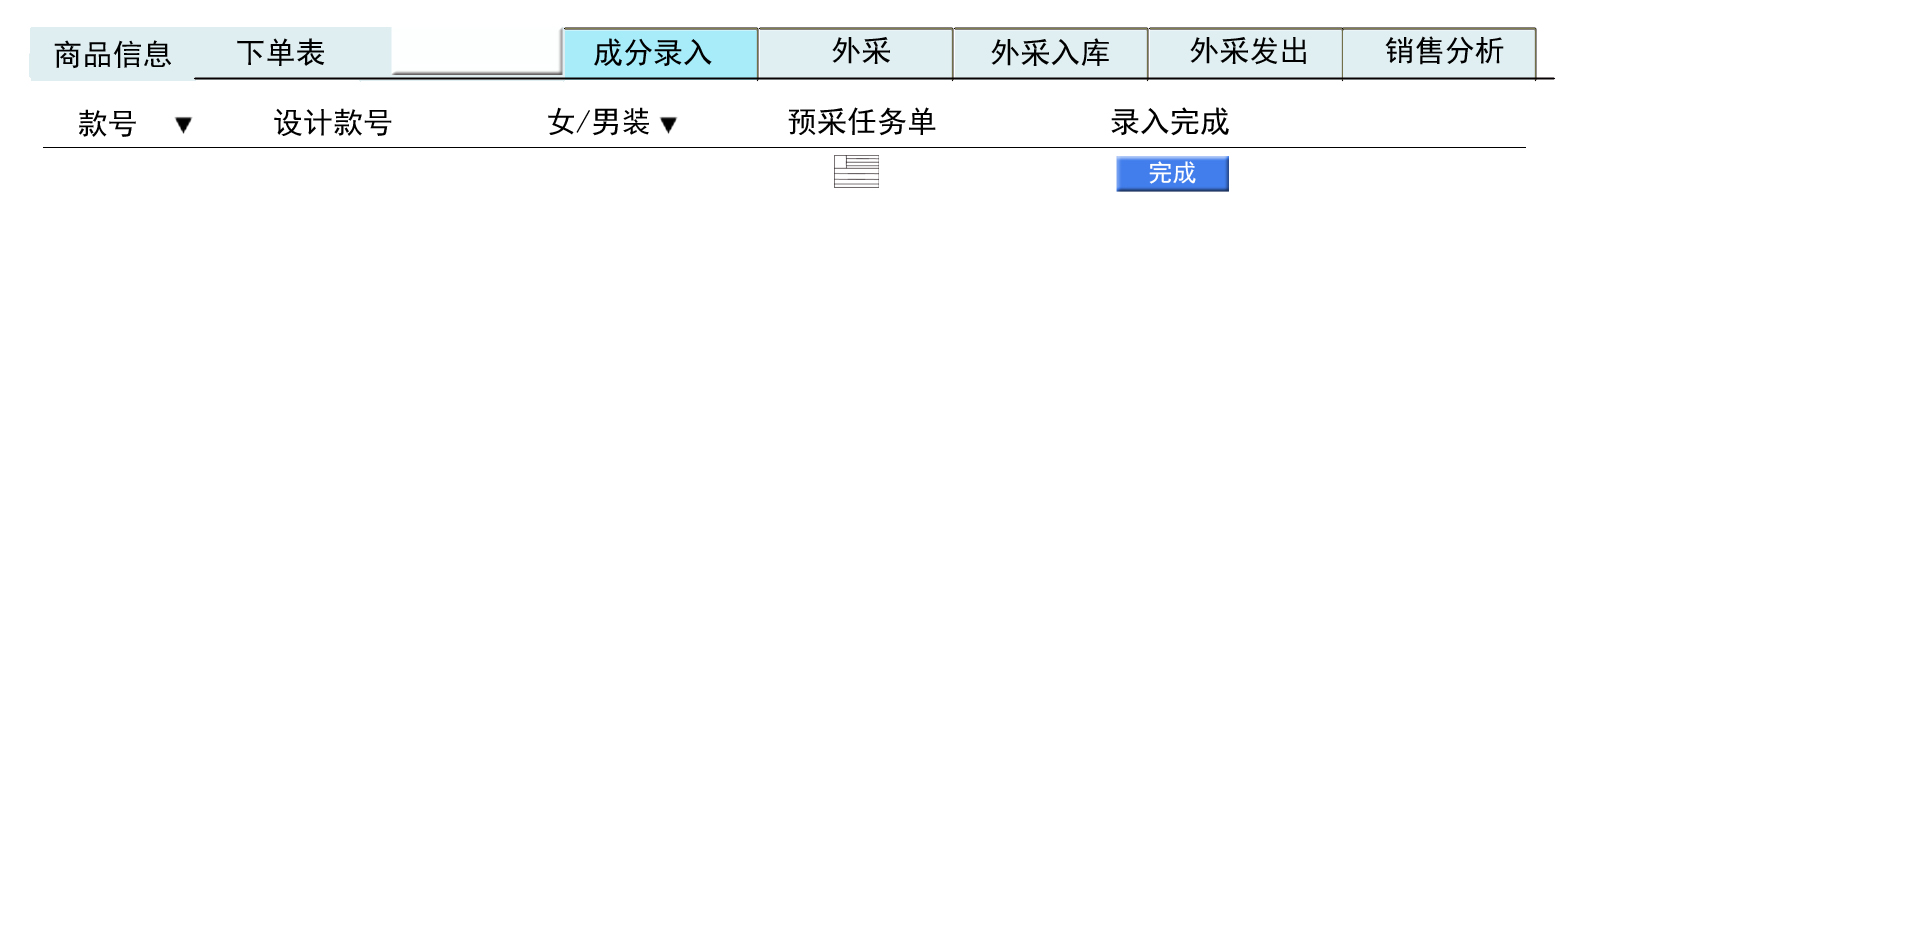 商品信息 下单表 成分录入 外采 外采入库 外采发出 销售分析
款号 ▼ 设计款号 女/男装 ▼ 预采任务单 录入完成
完成